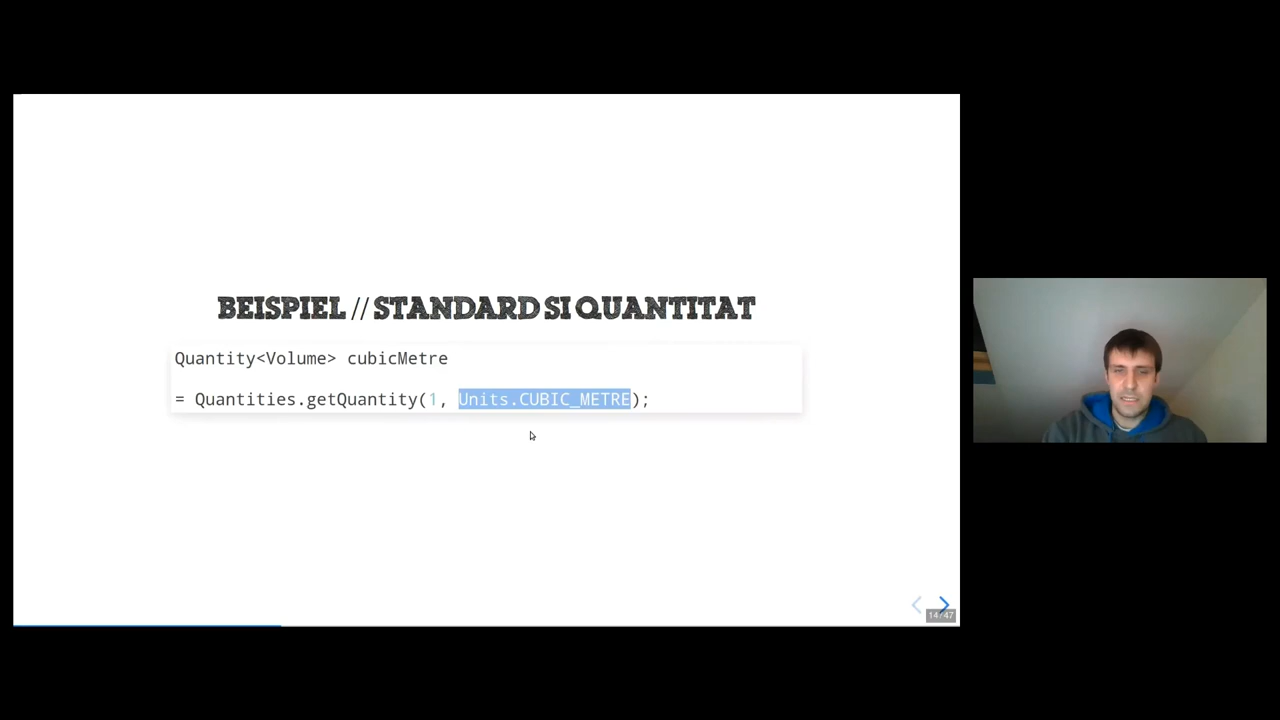 BEISPIEL // STANDARD SI QUANTITAT
Quantity<Volume> cubicMetre
= Quantities.getQuantity(1, Units.CUBIC_METRE);
14/47